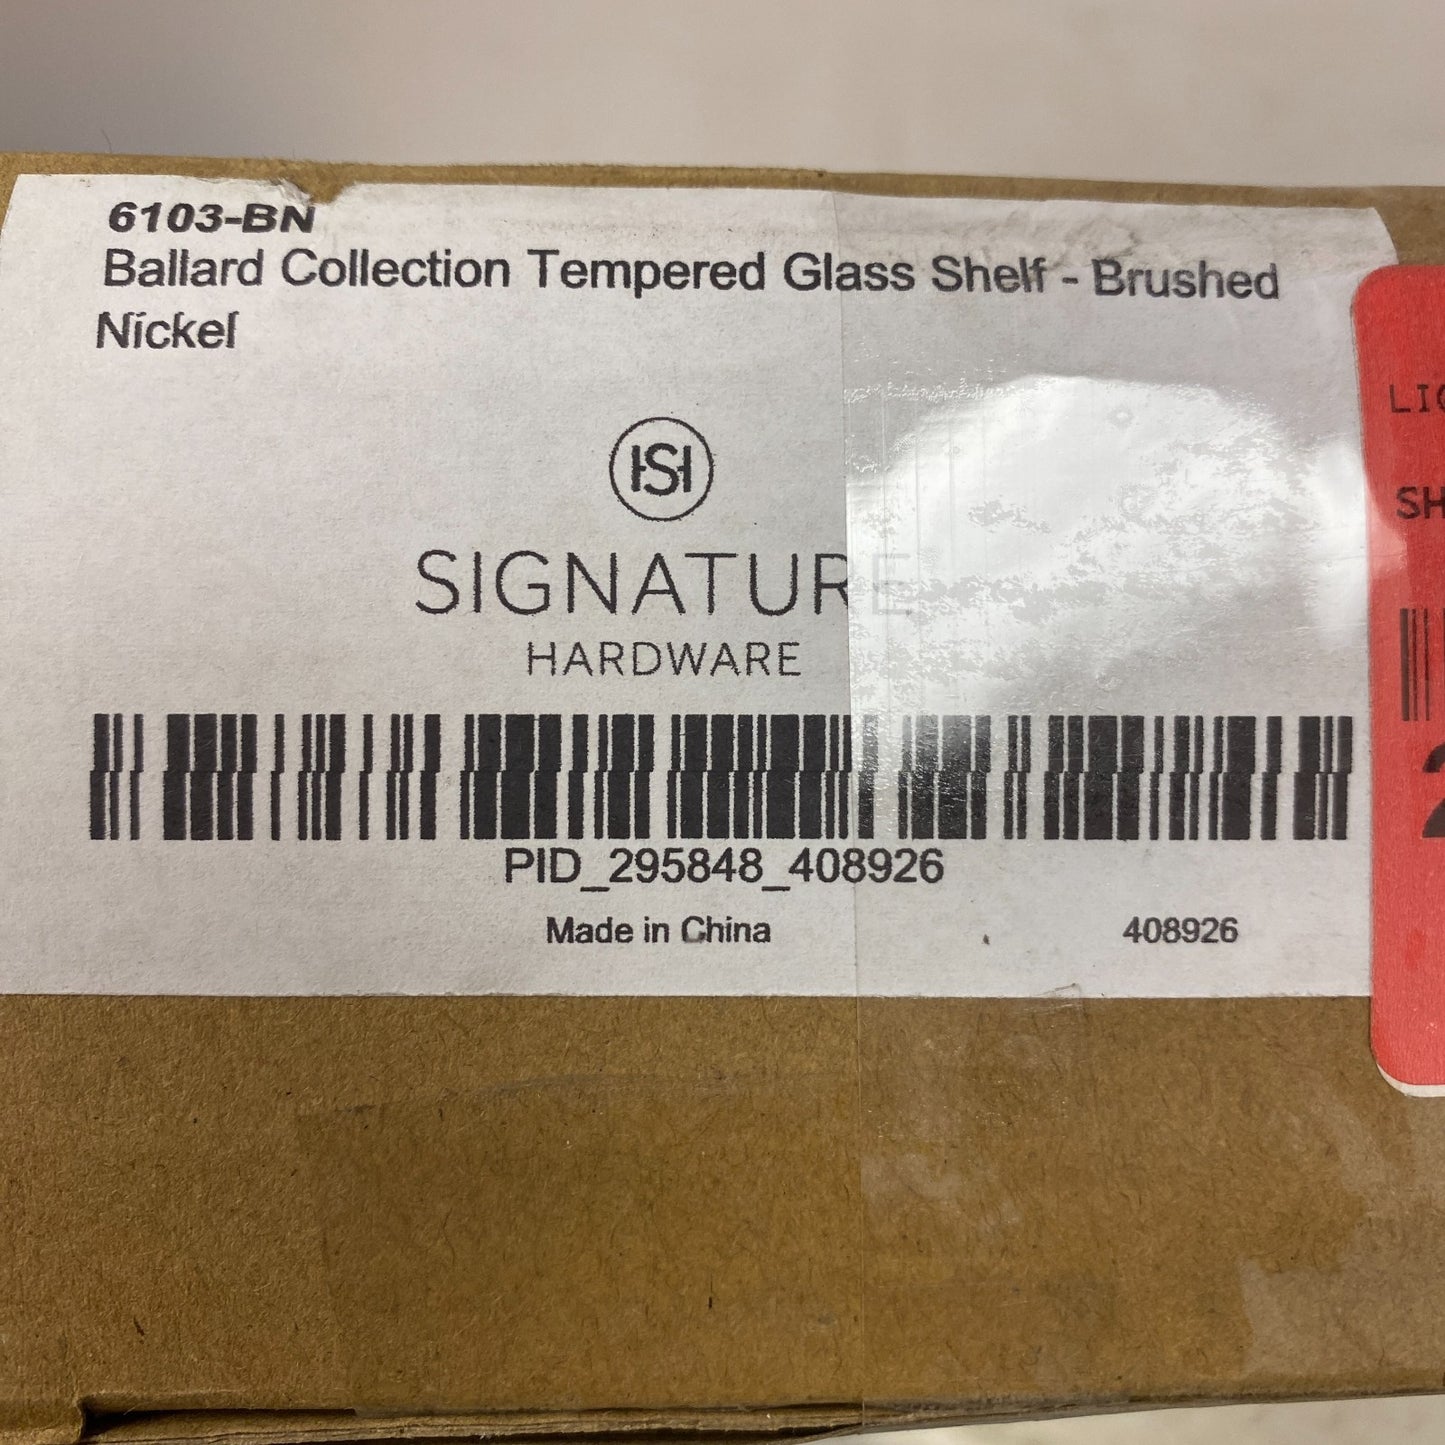 6103-BN
Ballard Collection Tempered Glass Shelf - Brushed
Nickel
SIGNATURE
HARDWARE
PID_295848_408926
Made in China
408926